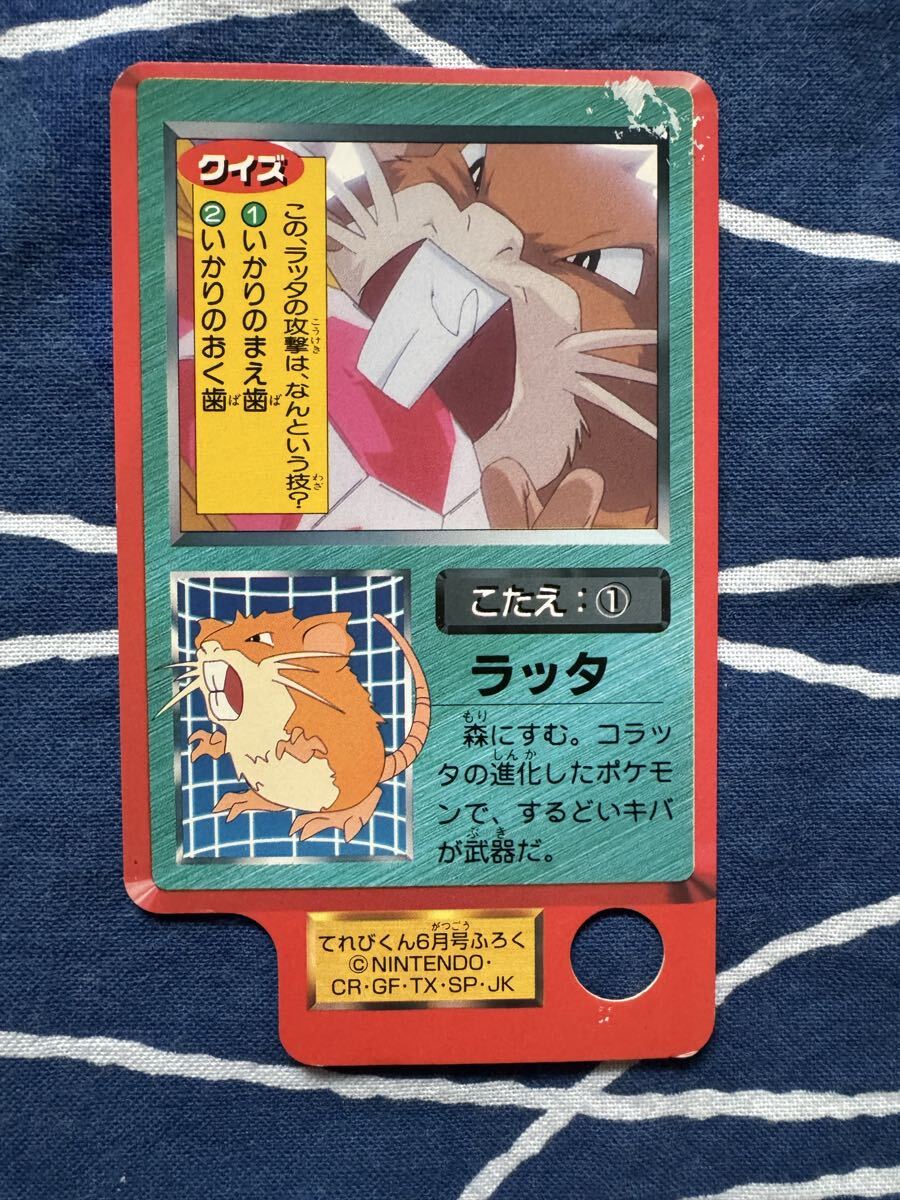 クイズ
この、ラッタの攻撃は、なんという技?
①いかりのまえ歯
②いかりのおく歯
こたえ：①
ラッタ
森にすむ。コラッ
タの進化したポケモ
ンで、するどいキバ
が武器だ。
てれびくん6月号ふろく
©NINTENDO・
CR・GF・TX・SP・JK